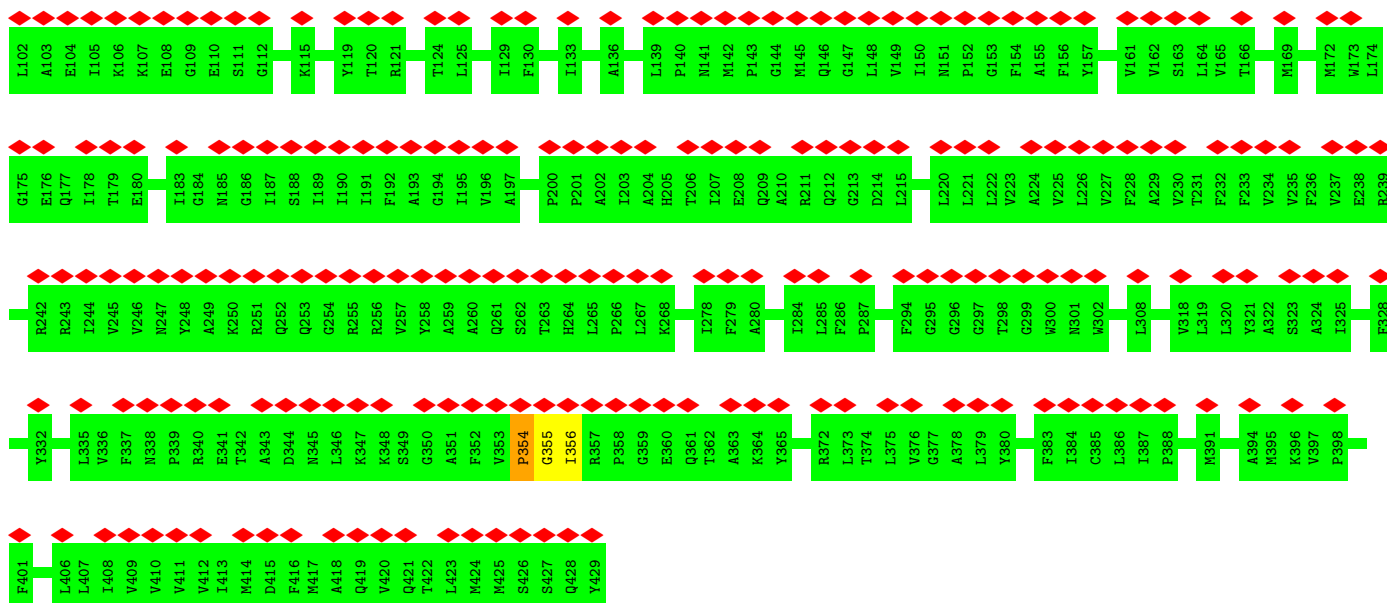 L102 A103 E104 I105 K106 K107 E108 G109 E110 S111 G112 K115 Y119 T120 R121 T124 L125 I129 F130 I133 A136 L139 P140 N141 M142 P143 G144 M145 Q146 G147 L148 V149 I150 N151 P152 G153 F154 A155 F156 Y157 V161 V162 S163 L164 V165 T166 M169 M172 W173 L174
G175 E176 Q177 I178 T179 E180 I183 G184 N185 G186 I187 S188 I189 I190 I191 F192 A193 G194 I195 V196 A197 P200 P201 A202 I203 A204 H205 T206 I207 E208 Q209 A210 R211 Q212 G213 D214 L215 L220 L221 L222 V223 A224 V225 L226 V227 F228 A229 V230 T231 F232 F233 V234 V235 F236 V237 E238 R239
R242 R243 I244 V245 V246 N247 Y248 A249 K250 R251 Q252 Q253 G254 R255 R256 V257 Y258 A259 A260 Q261 S262 T263 H264 L265 P266 L267 K268 I278 F279 A280 I284 L285 F286 P287 F294 G295 G296 G297 T298 G299 W300 N301 W302 L308 V318 L319 L320 Y321 A322 S323 A324 I325 F328
Y332 L335 V336 F337 N338 P339 R340 E341 T342 A343 D344 N345 L346 K347 K348 S349 G350 A351 F352 V353 P354 G355 I356 R357 P358 G359 E360 Q361 T362 A363 K364 Y365 R372 L373 T374 L375 V376 G377 A378 L379 Y380 F383 I384 C385 L386 I387 P388 M391 A394 M395 K396 V397 P398
F401 L406 L407 I408 V409 V410 V411 V412 I413 M414 D415 F416 M417 A418 Q419 V420 Q421 T422 L423 M424 M425 S426 S427 Q428 Y429